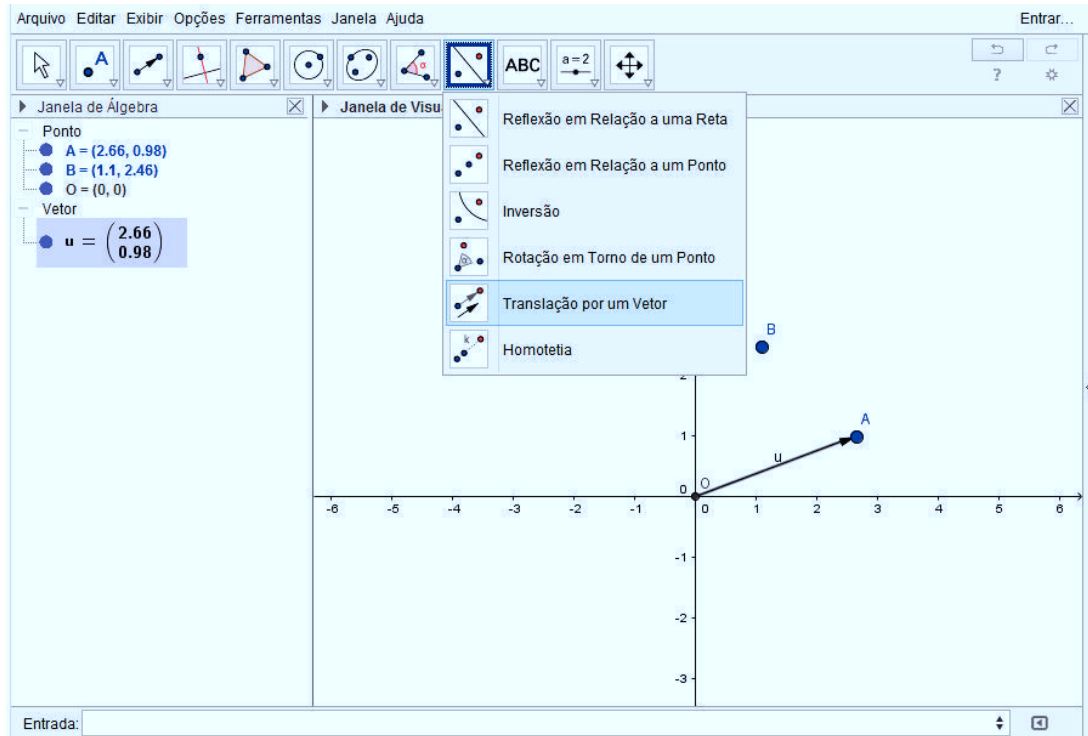 Arquivo Editar Exibir Opções Ferramentas Janela Ajuda Entrar...
A α ABC a=2 ?
Janela de Álgebra
Janela de Visu
Ponto
A = (2.66, 0.98)
B = (1.1, 2.46)
O = (0, 0)
Vetor
u = (2.66
0.98)
Reflexão em Relação a uma Reta
Reflexão em Relação a um Ponto
Inversão
Rotação em Torno de um Ponto
Translação por um Vetor
k Homotetia
B
2
A
1
u
0 O
-6 -5 -4 -3 -2 -1 0 1 2 3 4 5 6
-1
-2
-3
Entrada: